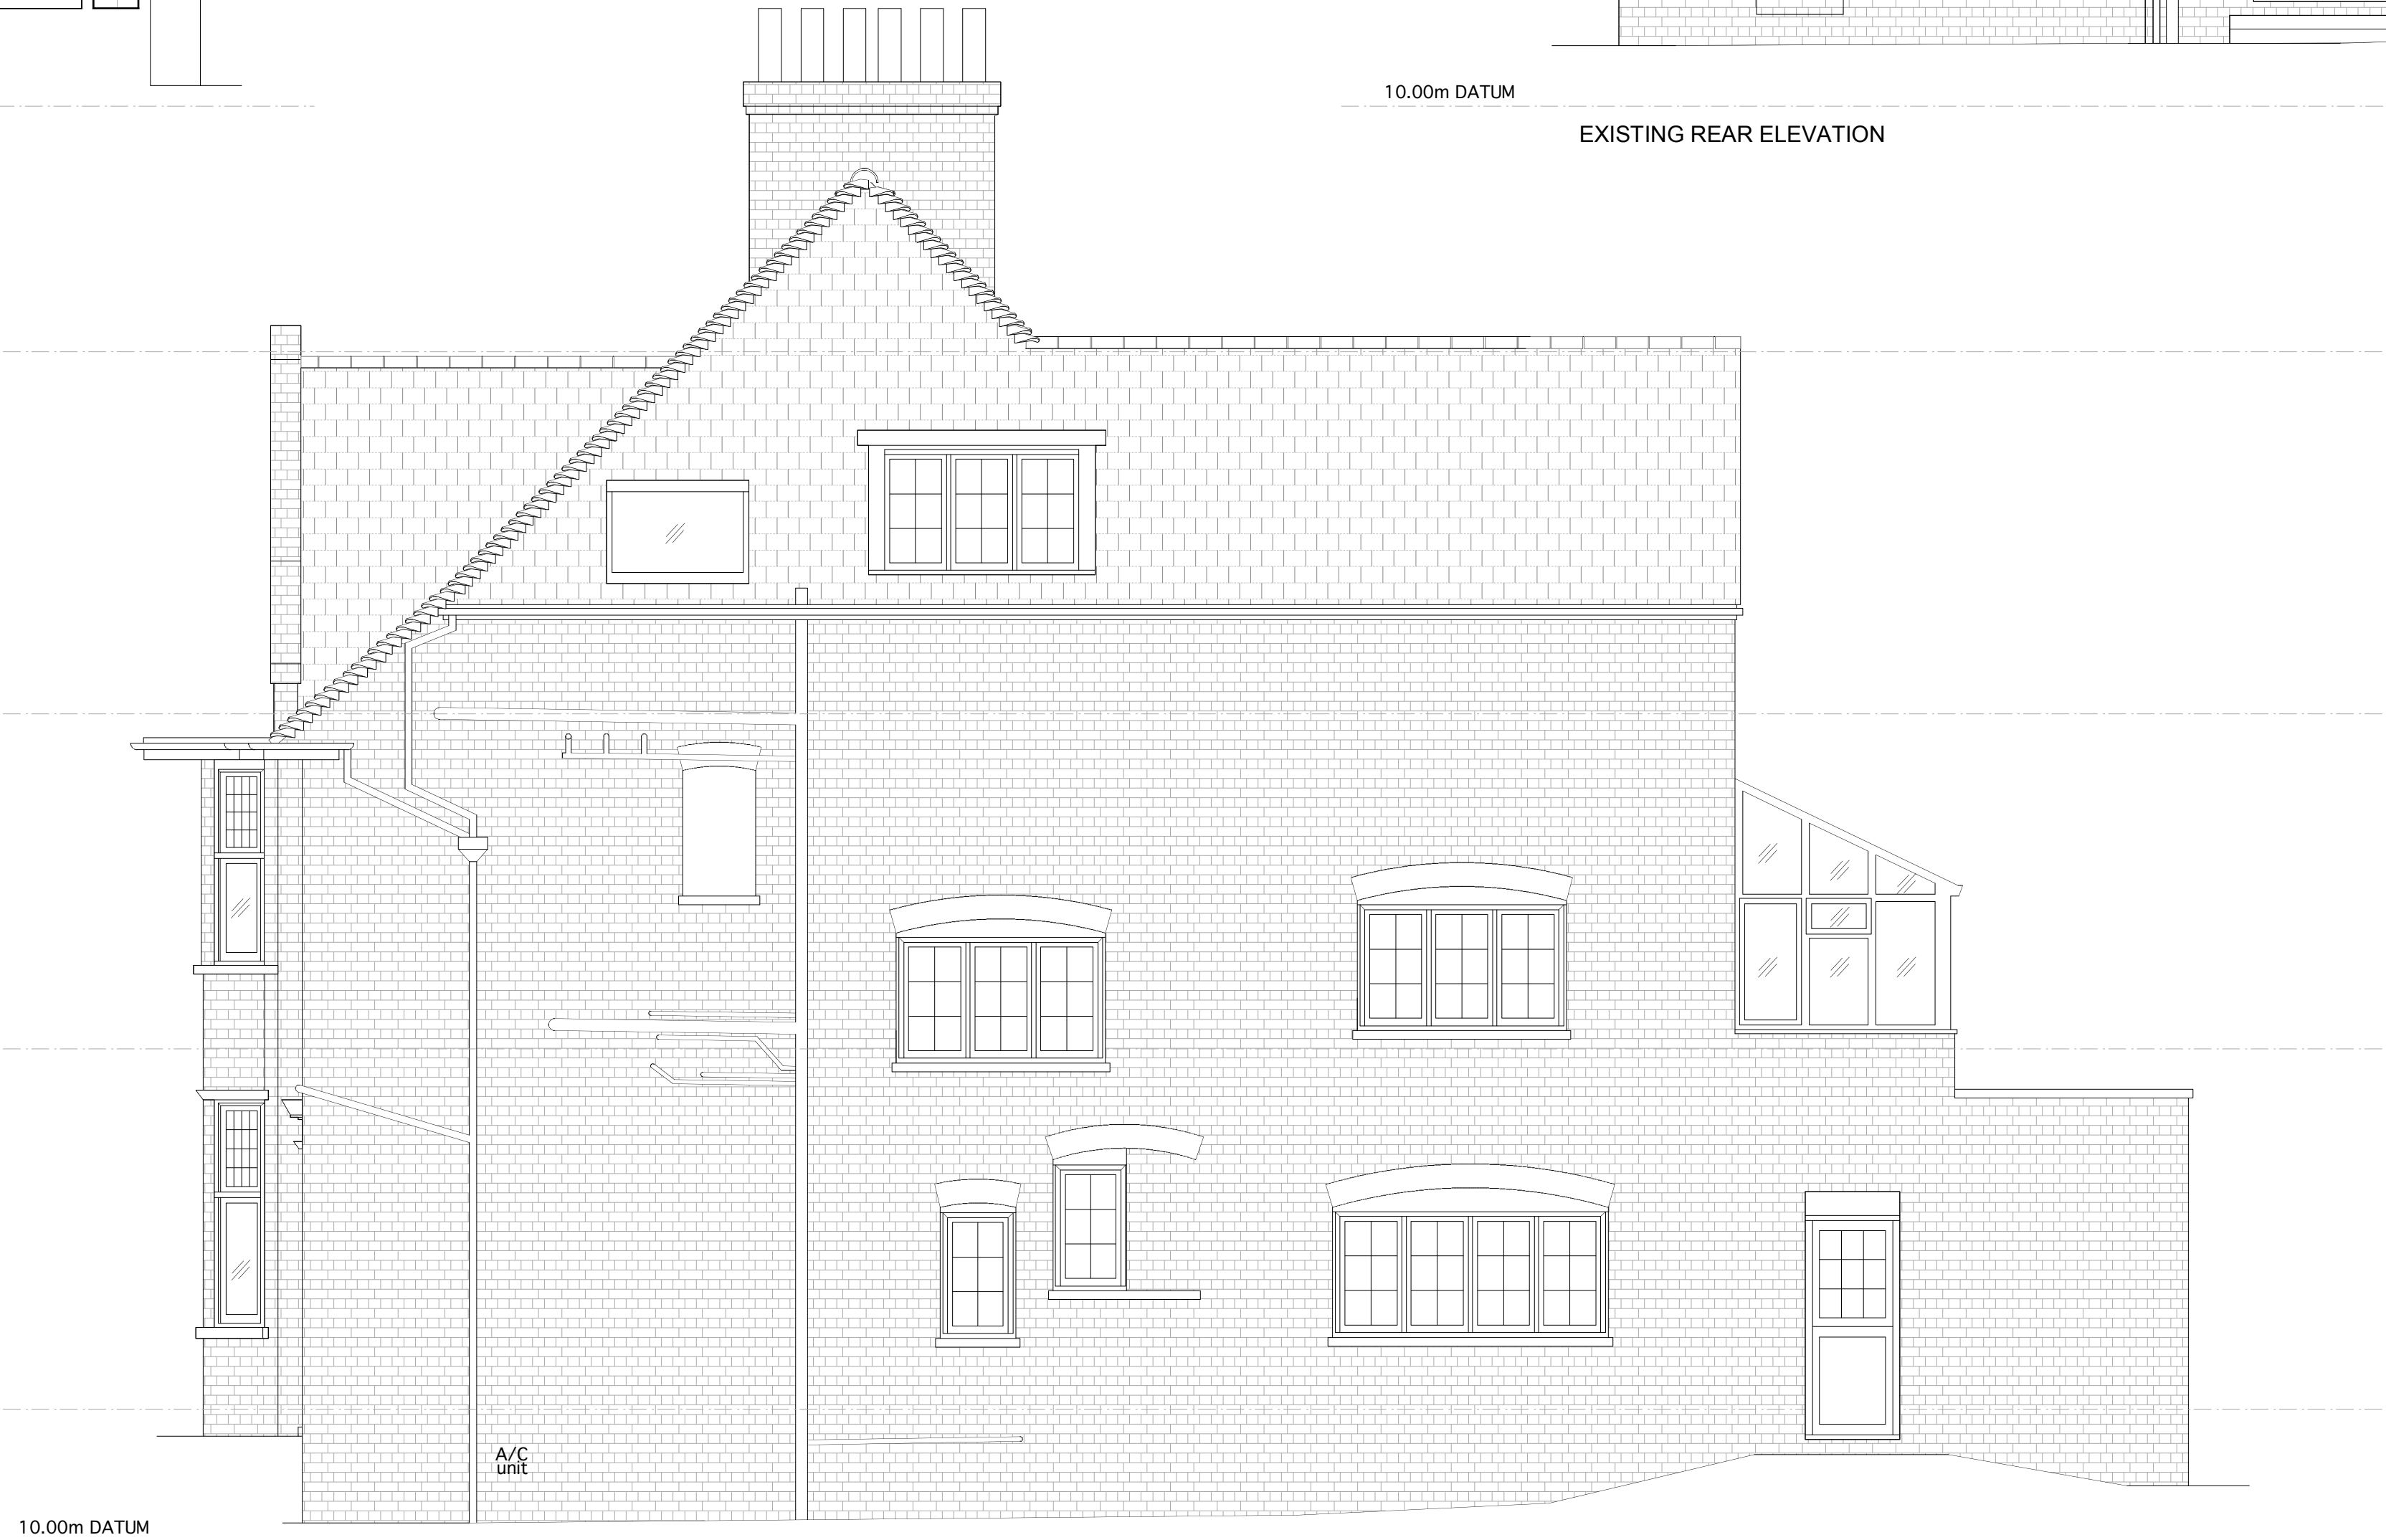 10.00m DATUM
EXISTING REAR ELEVATION
A/C
unit
10.00m DATUM